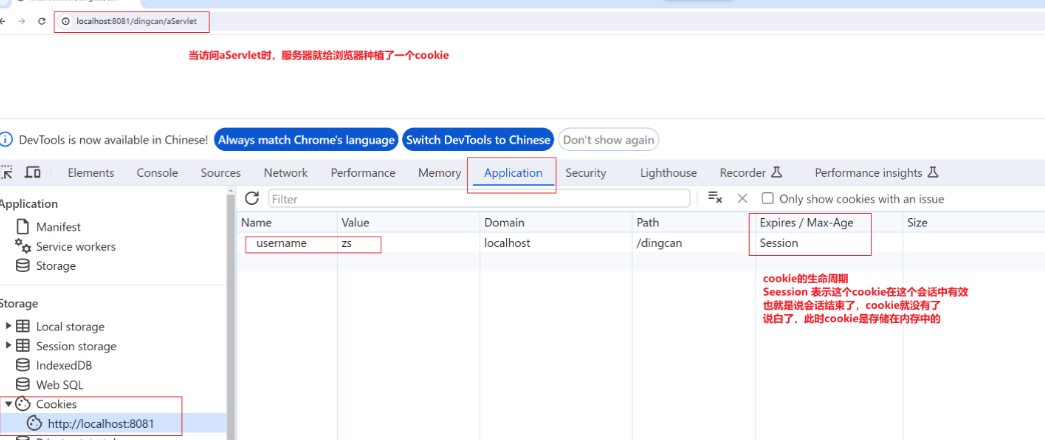 localhost:8081/dingcan/aServlet
当访问aServlet时，服务器就给浏览器种植了一个cookie
DevTools is now available in Chinese! Always match Chrome's language Switch DevTools to Chinese Don't show again
Elements Console Sources Network Performance Memory Application Security Lighthouse Recorder Performance insights
Application
Manifest
Service workers
Storage
Storage
Local storage
Session storage
IndexedDB
Web SQL
Cookies
http://localhost:8081
Filter Only show cookies with an issue
Name Value Domain Path Expires / Max-Age Size
username zs localhost /dingcan Session
cookie的生命周期
Seession 表示这个cookie在这个会话中有效
也就是说会话结束了，cookie就没有了
说白了，此时cookie是存储在内存中的